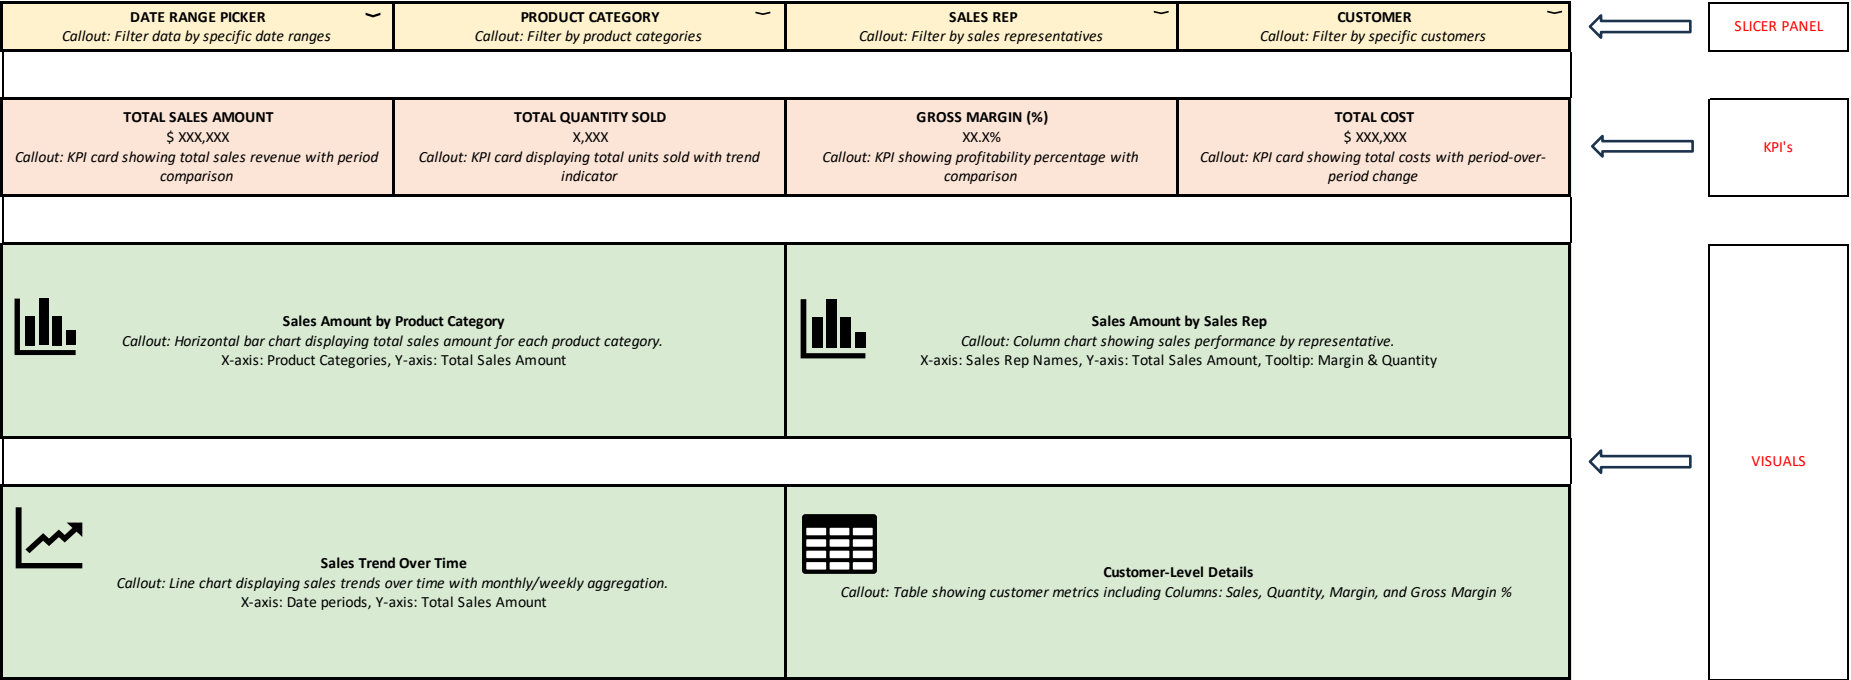 DATE RANGE PICKER
Callout: Filter data by specific date ranges
PRODUCT CATEGORY
Callout: Filter by product categories
SALES REP
Callout: Filter by sales representatives
CUSTOMER
Callout: Filter by specific customers
SLICER PANEL
TOTAL SALES AMOUNT
$ XXX,XXX
Callout: KPI card showing total sales revenue with period
comparison
TOTAL QUANTITY SOLD
X,XXX
Callout: KPI card displaying total units sold with trend
indicator
GROSS MARGIN (%)
XX.X%
Callout: KPI showing profitability percentage with
comparison
TOTAL COST
$ XXX,XXX
Callout: KPI card showing total costs with period-over-
period change
KPI's
Sales Amount by Product Category
Callout: Horizontal bar chart displaying total sales amount for each product category.
X-axis: Product Categories, Y-axis: Total Sales Amount
Sales Amount by Sales Rep
Callout: Column chart showing sales performance by representative.
X-axis: Sales Rep Names, Y-axis: Total Sales Amount, Tooltip: Margin & Quantity
VISUALS
Sales Trend Over Time
Callout: Line chart displaying sales trends over time with monthly/weekly aggregation.
X-axis: Date periods, Y-axis: Total Sales Amount
Customer-Level Details
Callout: Table showing customer metrics including Columns: Sales, Quantity, Margin, and Gross Margin %